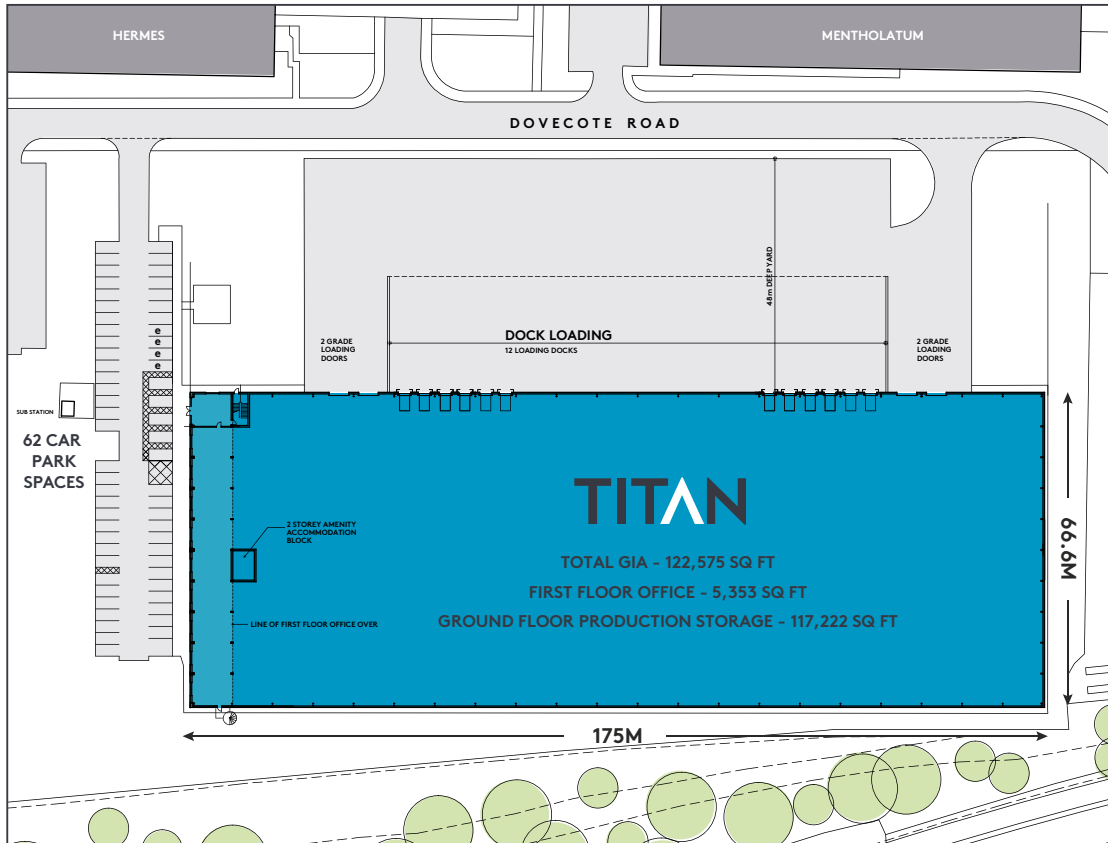 HERMES
MENTHOLATUM
DOVECOTE ROAD
48m DEEP YARD
DOCK LOADING
12 LOADING DOCKS
2 GRADE
LOADING
DOORS
2 GRADE
LOADING
DOORS
e
e
e
e
SUB STATION
62 CAR
PARK
SPACES
2 STOREY AMENITY
ACCOMMODATION
BLOCK
LINE OF FIRST FLOOR OFFICE OVER
TITAN
TOTAL GIA - 122,575 SQ FT
FIRST FLOOR OFFICE - 5,353 SQ FT
GROUND FLOOR PRODUCTION STORAGE - 117,222 SQ FT
66.6M
175M